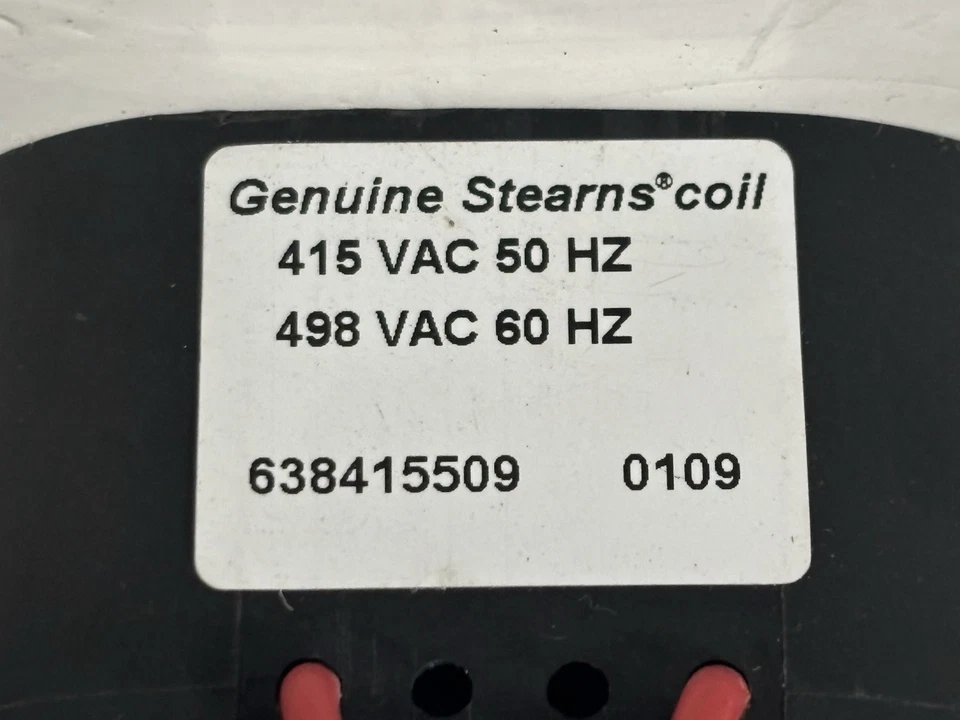 Genuine Stearns® coil
415 VAC 50 HZ
498 VAC 60 HZ
638415509 0109